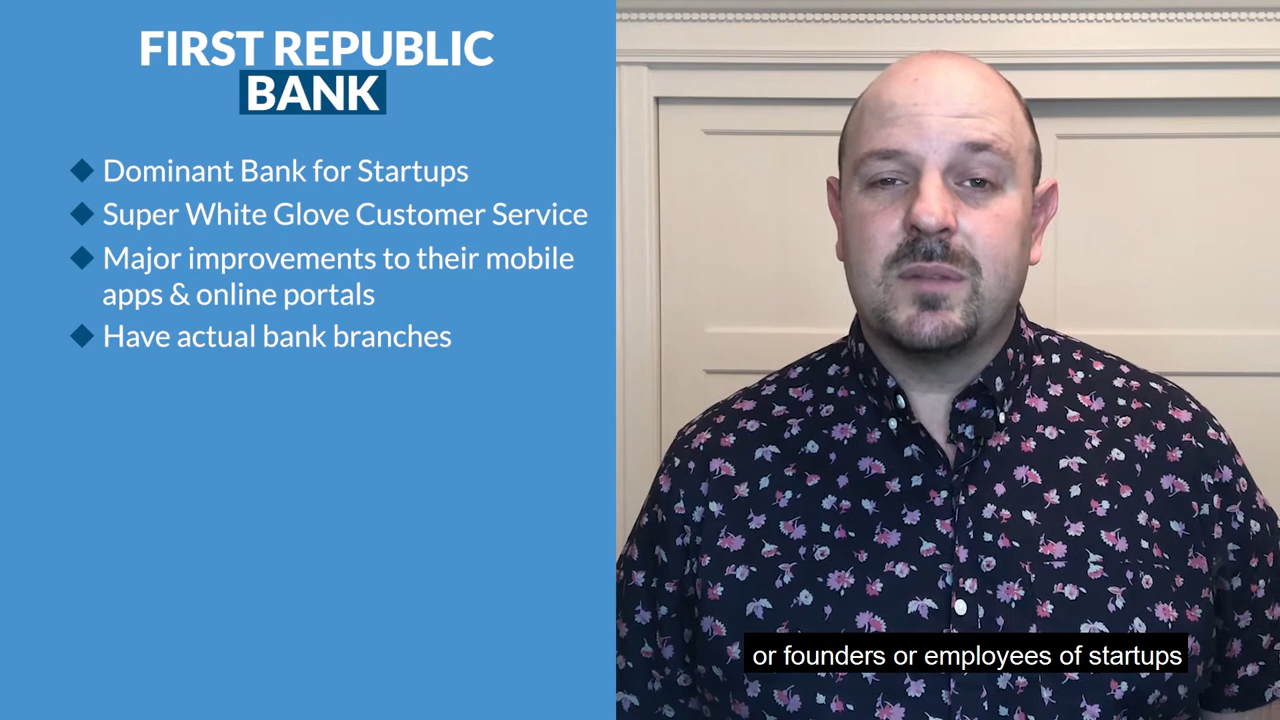 FIRST REPUBLIC
BANK
Dominant Bank for Startups
Super White Glove Customer Service
Major improvements to their mobile
apps & online portals
Have actual bank branches
or founders or employees of startups